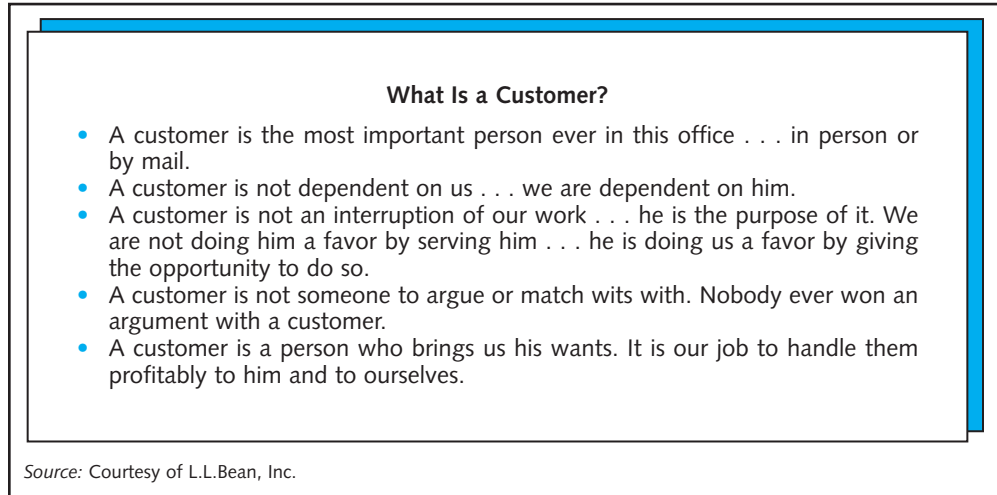 What Is a Customer?
• A customer is the most important person ever in this office . . . in person or
by mail.
• A customer is not dependent on us . . . we are dependent on him.
• A customer is not an interruption of our work . . . he is the purpose of it. We
are not doing him a favor by serving him . . . he is doing us a favor by giving
the opportunity to do so.
• A customer is not someone to argue or match wits with. Nobody ever won an
argument with a customer.
• A customer is a person who brings us his wants. It is our job to handle them
profitably to him and to ourselves.
Source: Courtesy of L.L.Bean, Inc.